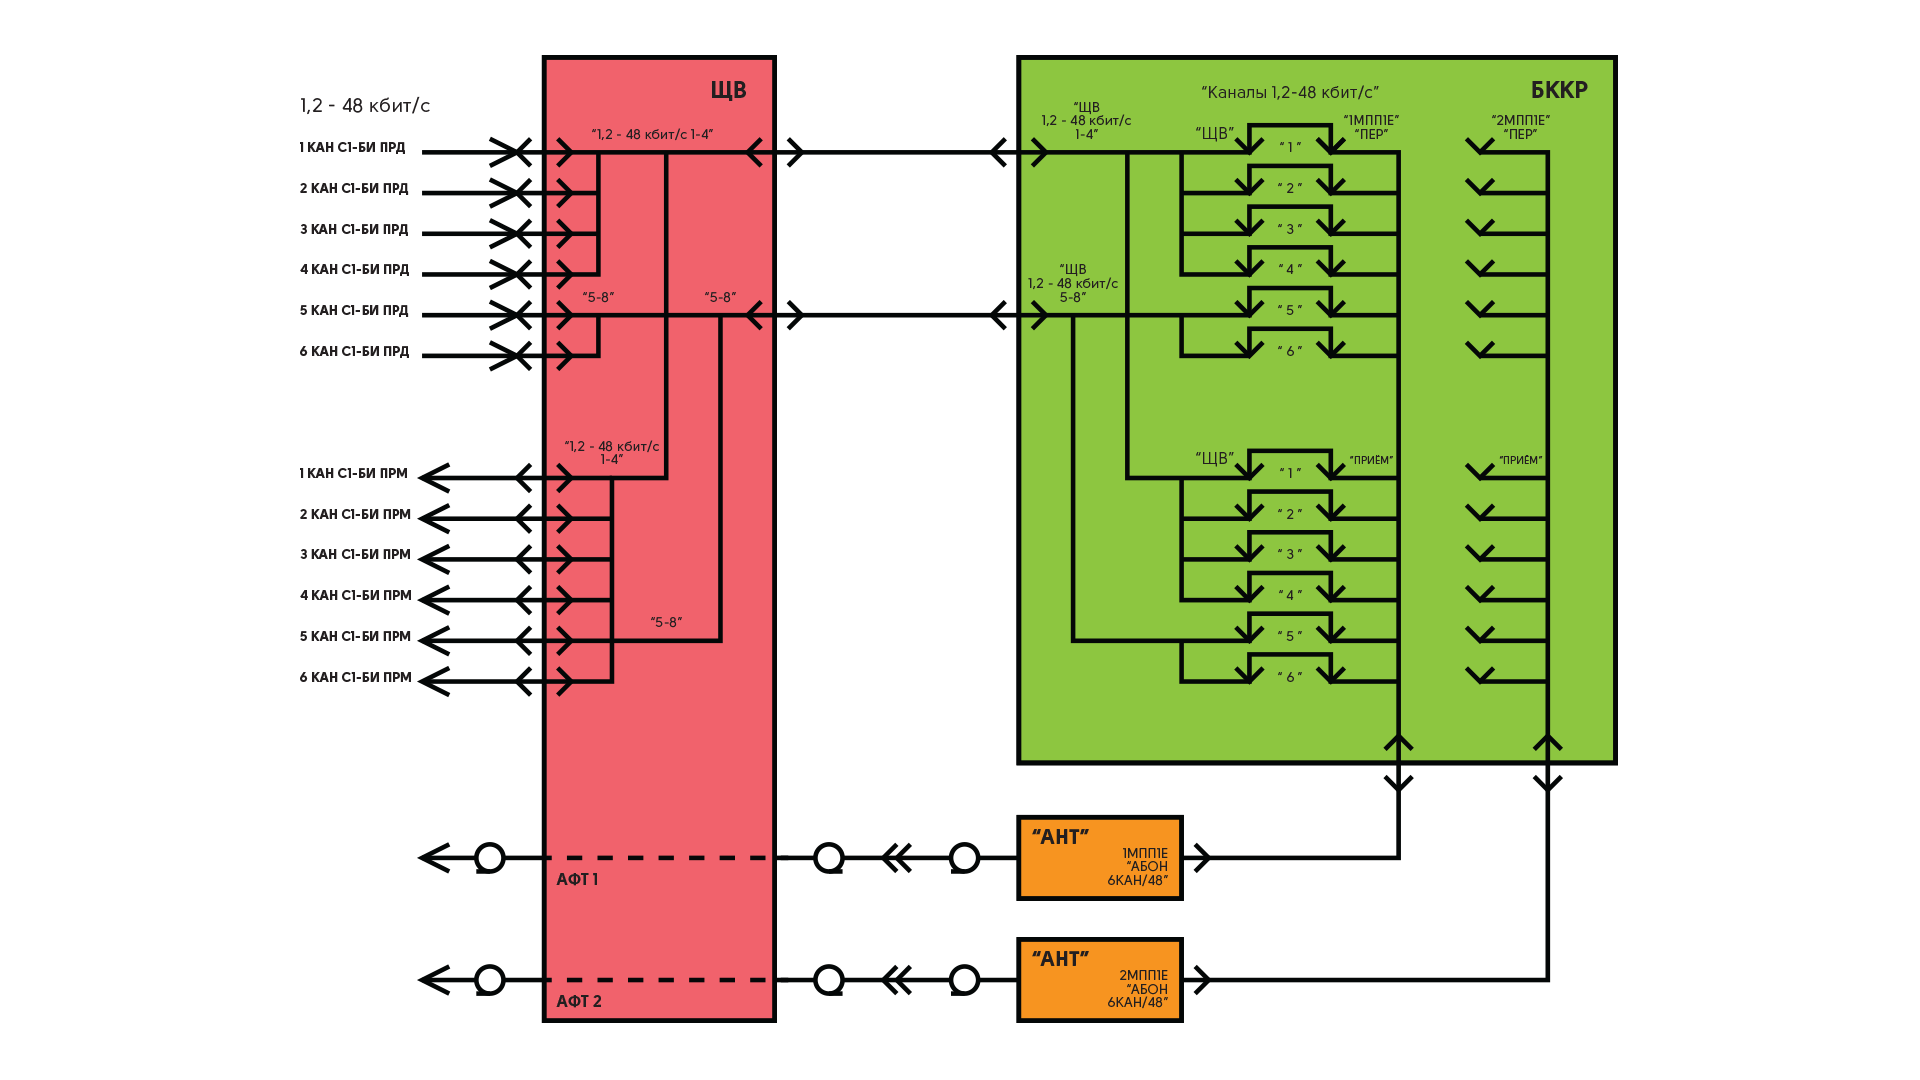 1,2 - 48 кбит/с
1 КАН С1-БИ ПРД
2 КАН С1-БИ ПРД
3 КАН С1-БИ ПРД
4 КАН С1-БИ ПРД
5 КАН С1-БИ ПРД
6 КАН С1-БИ ПРД
1 КАН С1-БИ ПРМ
2 КАН С1-БИ ПРМ
3 КАН С1-БИ ПРМ
4 КАН С1-БИ ПРМ
5 КАН С1-БИ ПРМ
6 КАН С1-БИ ПРМ
ЩВ
“1,2 - 48 кбит/с 1-4”
“5-8”
“5-8”
“1,2 - 48 кбит/с
1-4”
“5-8”
АФТ 1
АФТ 2
“Каналы 1,2-48 кбит/с”
БККР
“ЩВ
1,2 - 48 кбит/с
1-4”
“ЩВ
1,2 - 48 кбит/с
5-8”
“ЩВ”
“1МПП1Е”
“ПЕР”
“2МПП1Е”
“ПЕР”
“ 1 ”
“ 2 ”
“ 3 ”
“ 4 ”
“ 5 ”
“ 6 ”
“ЩВ”
“ПРИЁМ”
“ПРИЁМ”
“ 1 ”
“ 2 ”
“ 3 ”
“ 4 ”
“ 5 ”
“ 6 ”
“АНТ”
1МПП1Е
“АБОН
6КАН/48”
“АНТ”
2МПП1Е
“АБОН
6КАН/48”